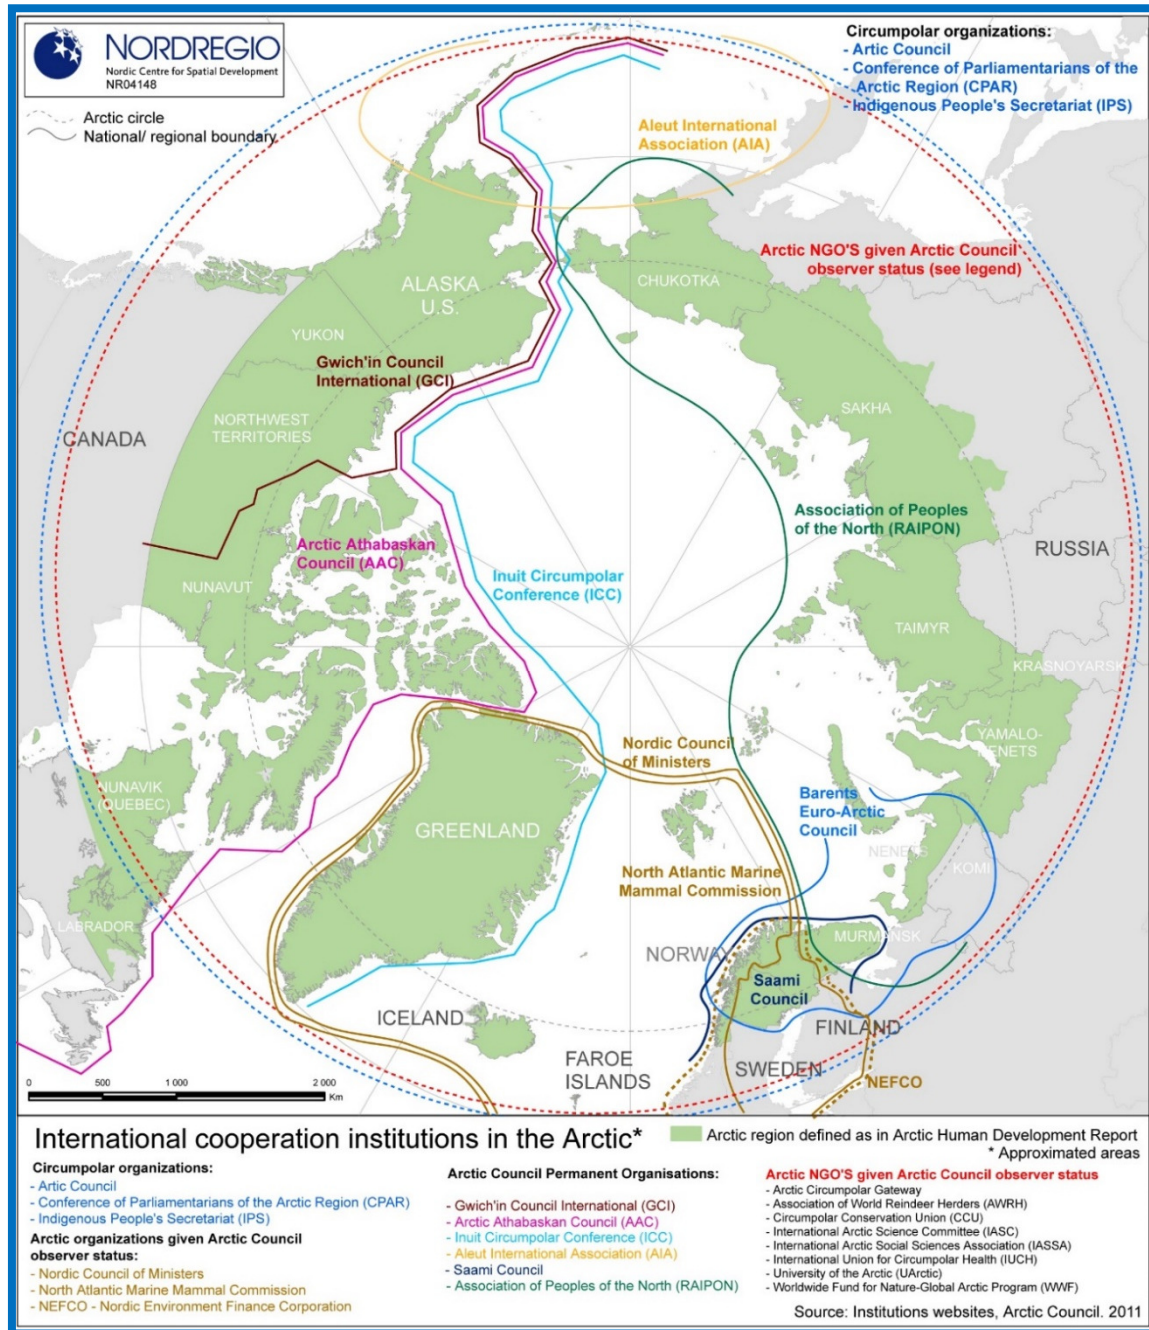 NORDREGIO
Nordic Centre for Spatial Development
NR04148
Arctic circle
National/ regional boundary
Circumpolar organizations:
- Artic Council
- Conference of Parliamentarians of the
Arctic Region (CPAR)
- Indigenous People's Secretariat (IPS)
Aleut International
Association (AIA)
Arctic NGO'S given Arctic Council
observer status (see legend)
CHUKOTKA
ALASKA
U.S.
YUKON
Gwich'in Council
International (GCI)
NORTHWEST
TERRITORIES
CANADA
SAKHA
Association of Peoples
of the North (RAIPON)
RUSSIA
Arctic Athabaskan
Council (AAC)
Inuit Circumpolar
Conference (ICC)
NUNAVUT
TAIMYR
KRASNOYARSK
YAMALO-
NENETS
Nordic Council
of Ministers
NUNAVIK
(QUEBEC)
Barents
Euro-Arctic
Council
GREENLAND
NENETS
KOMI
North Atlantic Marine
Mammal Commission
LABRADOR
MURMANSK
NORWAY
Saami
Council
ICELAND
FINLAND
FAROE
ISLANDS
SWEDEN
NEFCO
0 500 1 000 2 000
Km
International cooperation institutions in the Arctic*
Arctic region defined as in Arctic Human Development Report
* Approximated areas
Circumpolar organizations:
- Artic Council
- Conference of Parliamentarians of the Arctic Region (CPAR)
- Indigenous People's Secretariat (IPS)
Arctic organizations given Arctic Council
observer status:
- Nordic Council of Ministers
- North Atlantic Marine Mammal Commission
- NEFCO - Nordic Environment Finance Corporation
Arctic Council Permanent Organisations:
- Gwich'in Council International (GCI)
- Arctic Athabaskan Council (AAC)
- Inuit Circumpolar Conference (ICC)
- Aleut International Association (AIA)
- Saami Council
- Association of Peoples of the North (RAIPON)
Arctic NGO'S given Arctic Council observer status
- Arctic Circumpolar Gateway
- Association of World Reindeer Herders (AWRH)
- Circumpolar Conservation Union (CCU)
- International Arctic Science Committee (IASC)
- International Arctic Social Sciences Association (IASSA)
- International Union for Circumpolar Health (IUCH)
- University of the Arctic (UArctic)
- Worldwide Fund for Nature-Global Arctic Program (WWF)
Source: Institutions websites, Arctic Council. 2011